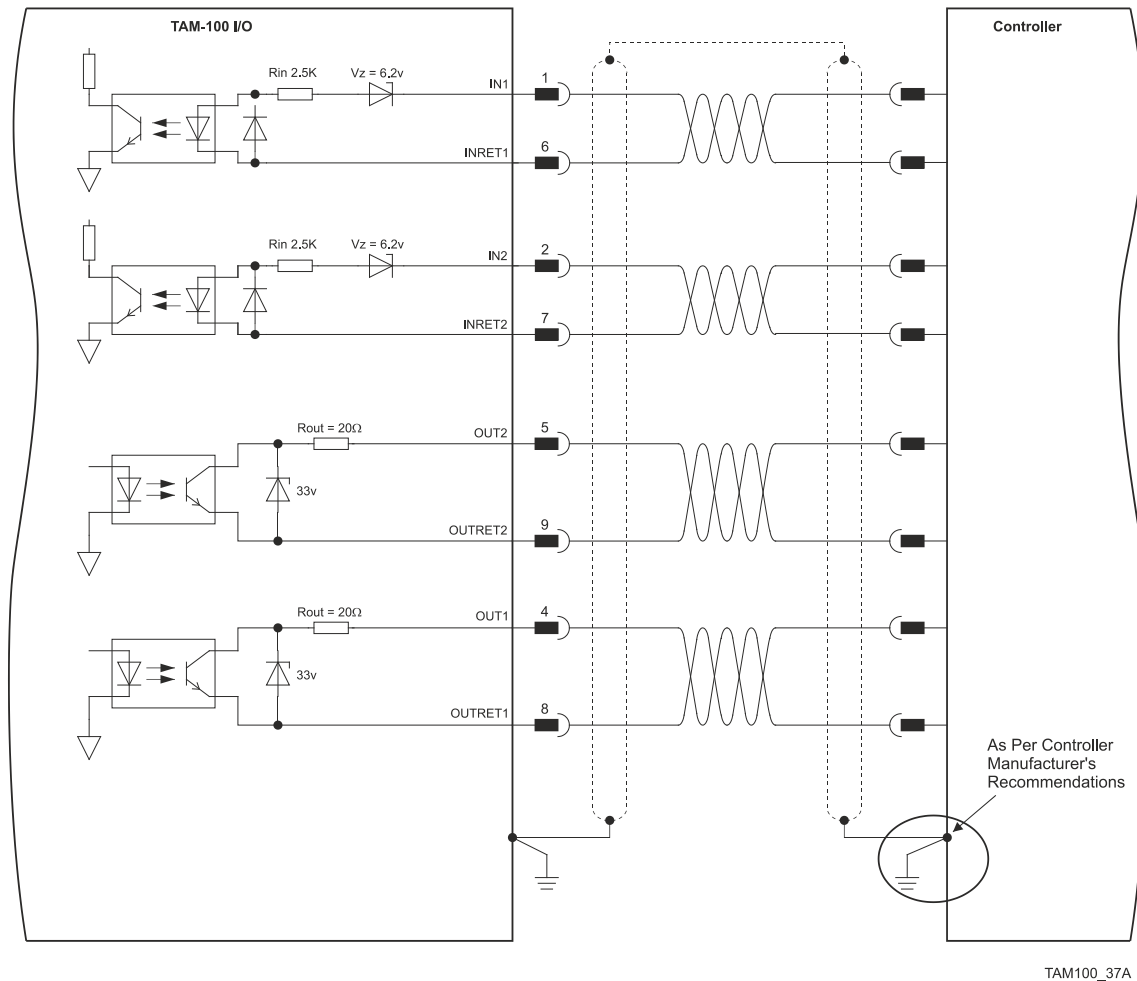 TAM-100 I/O
Controller
Rin 2.5K
Vz = 6.2v
IN1
1
INRET1
6
Rin 2.5K
Vz = 6.2v
IN2
2
INRET2
7
Rout = 20Ω
OUT2
5
33v
OUTRET2
9
Rout = 20Ω
OUT1
4
33v
OUTRET1
8
As Per Controller
Manufacturer's
Recommendations
TAM100_37A